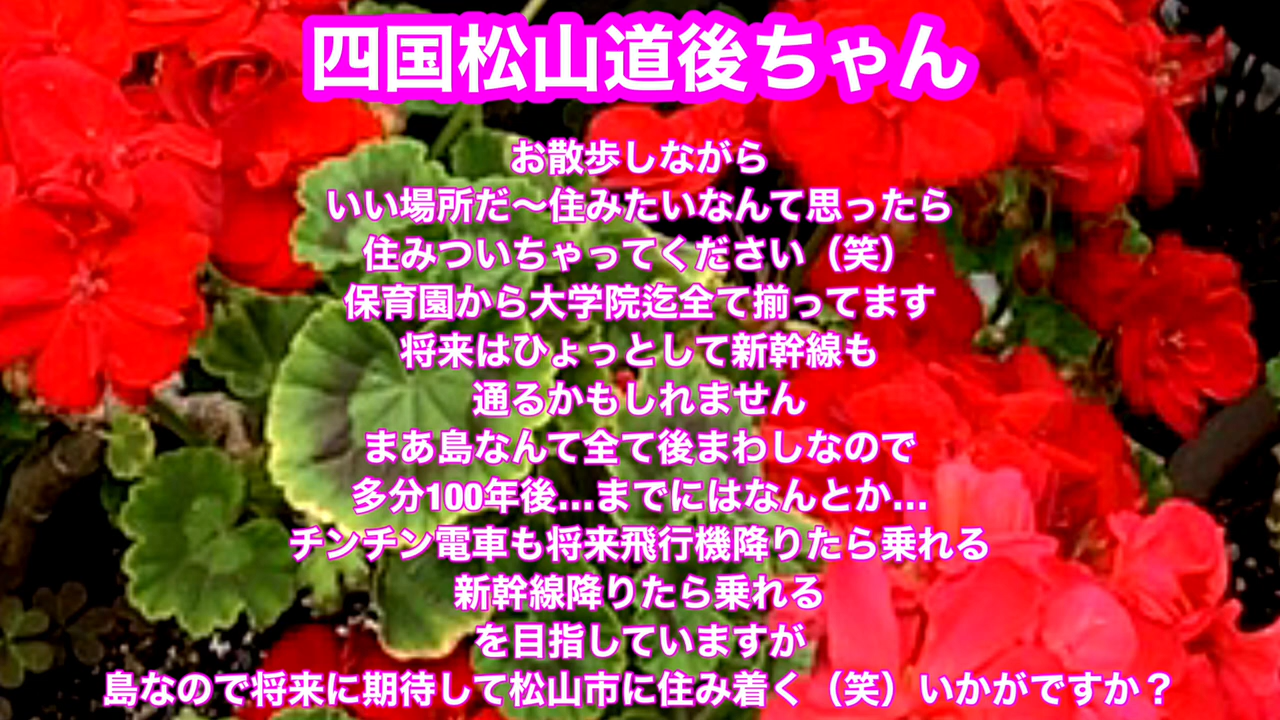 四国松山道後ちゃん
お散歩しながら
いい場所だ〜住みたいなんて思ったら
住みついちゃってください（笑）
保育園から大学院迄全て揃ってます
将来はひょっとして新幹線も
通るかもしれません
まあ島なんて全て後まわしなので
多分100年後…までにはなんとか…
チンチン電車も将来飛行機降りたら乗れる
新幹線降りたら乗れる
を目指していますが
島なので将来に期待して松山市に住み着く（笑）いかがですか？